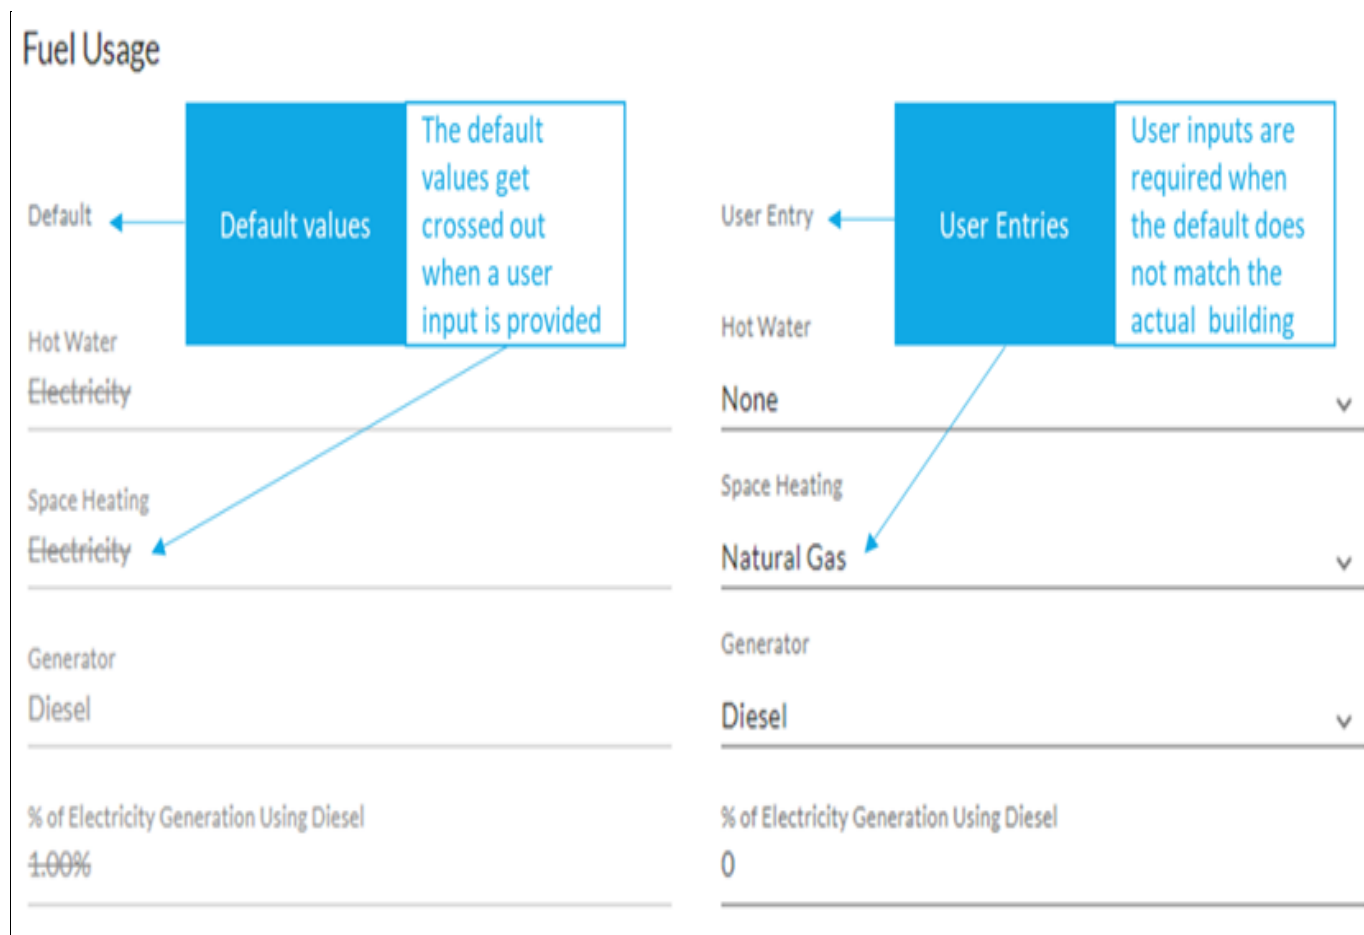 Fuel Usage
Default
Default values
The default
values get
crossed out
when a user
input is provided
User Entry
User Entries
User inputs are
required when
the default does
not match the
actual building
Hot Water
Electricity
Hot Water
None
Space Heating
Electricity
Space Heating
Natural Gas
Generator
Diesel
Generator
Diesel
% of Electricity Generation Using Diesel
1.00%
% of Electricity Generation Using Diesel
0